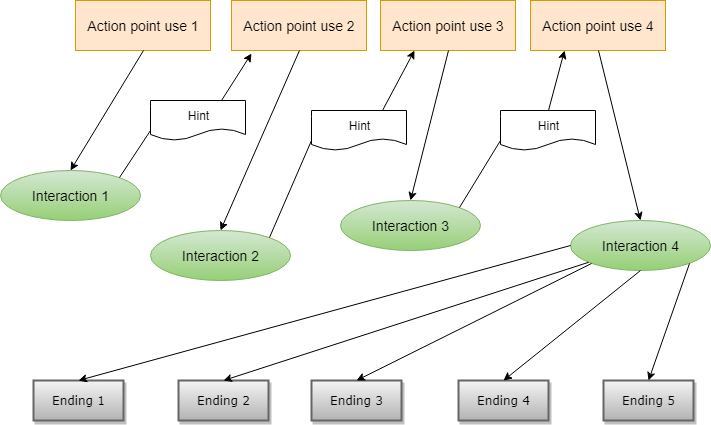 Action point use 1
Action point use 2
Action point use 3
Action point use 4
Hint
Hint
Hint
Interaction 1
Interaction 2
Interaction 3
Interaction 4
Ending 1
Ending 2
Ending 3
Ending 4
Ending 5